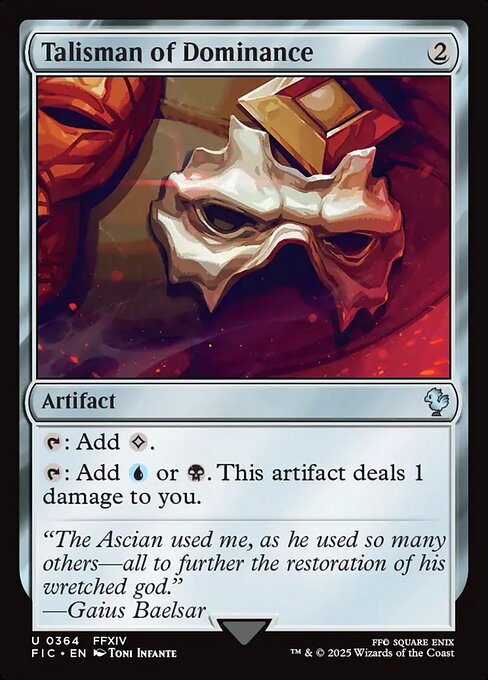 Talisman of Dominance 2
Artifact
: Add .
: Add or . This artifact deals 1
damage to you.
“The Ascian used me, as he used so many
others—all to further the restoration of his
wretched god.”
—Gaius Baelsar
U 0364 FFXIV
FIC • EN Toni Infante
FF© SQUARE ENIX
™ & © 2025 Wizards of the Coast